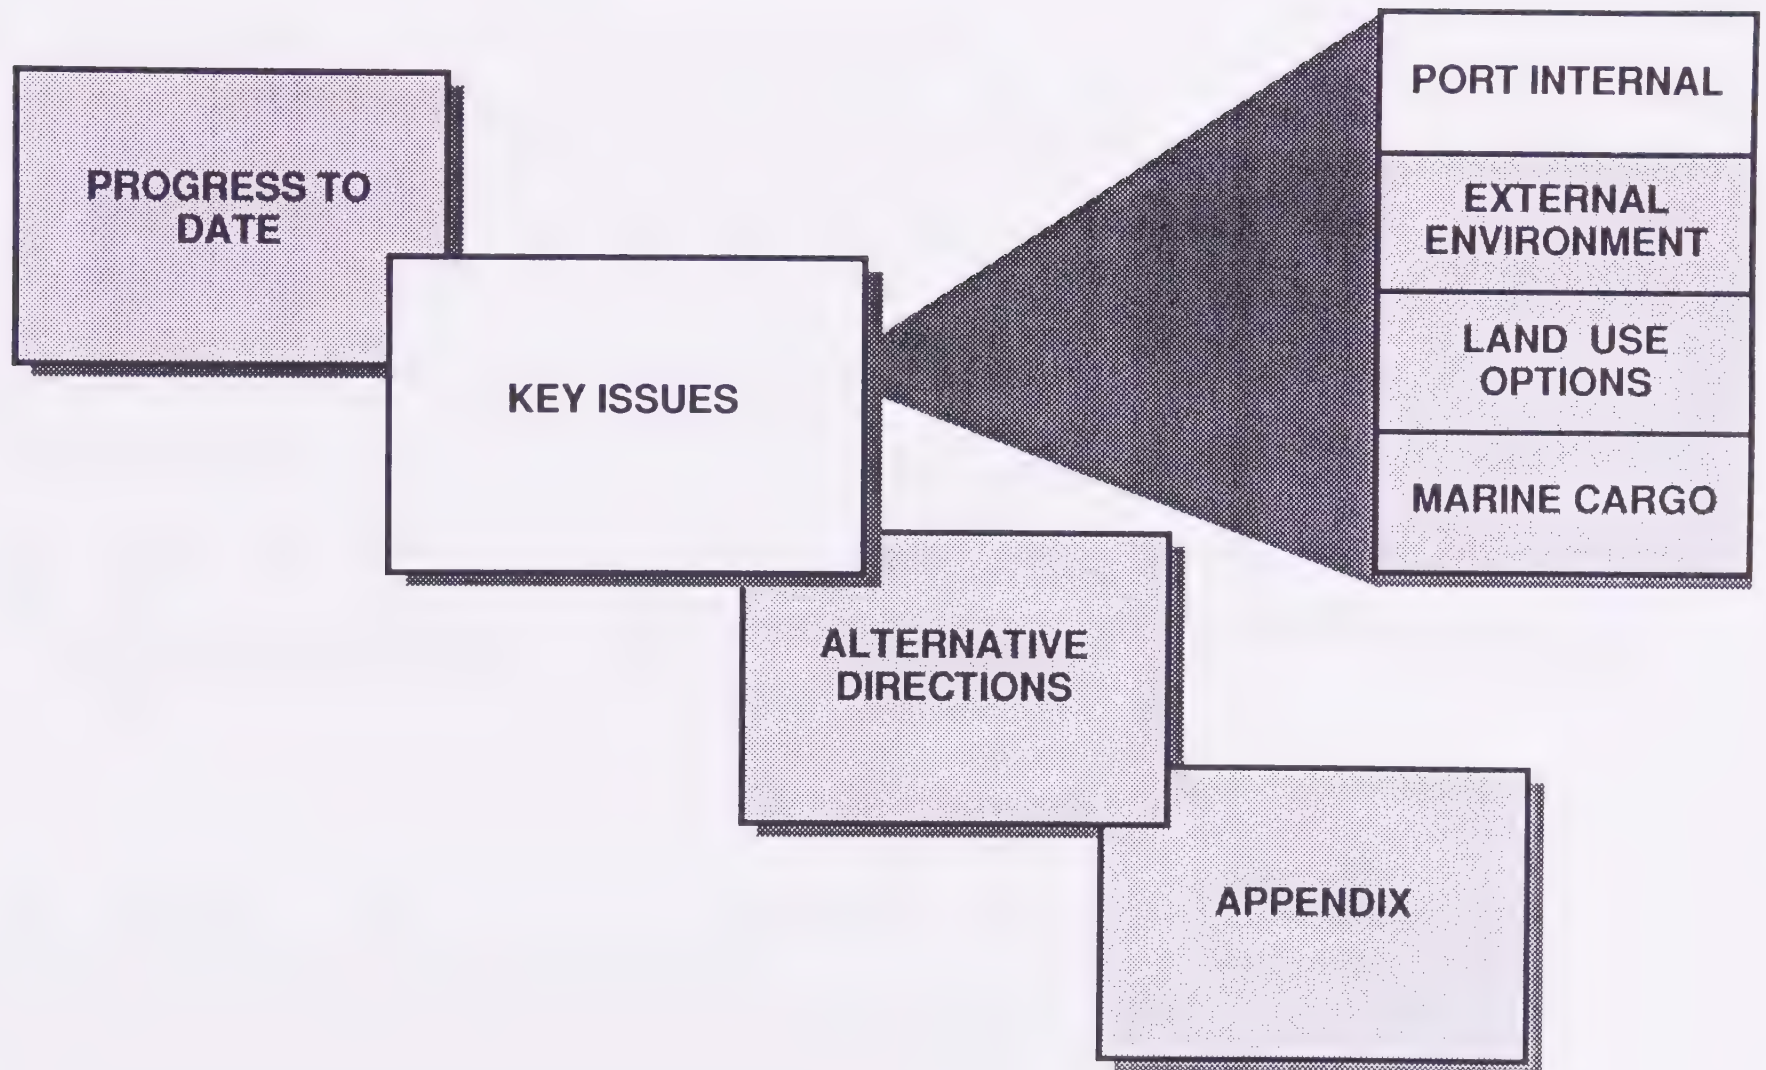 PROGRESS TO
DATE
KEY ISSUES
ALTERNATIVE
DIRECTIONS
APPENDIX
PORT INTERNAL
EXTERNAL
ENVIRONMENT
LAND USE
OPTIONS
MARINE CARGO